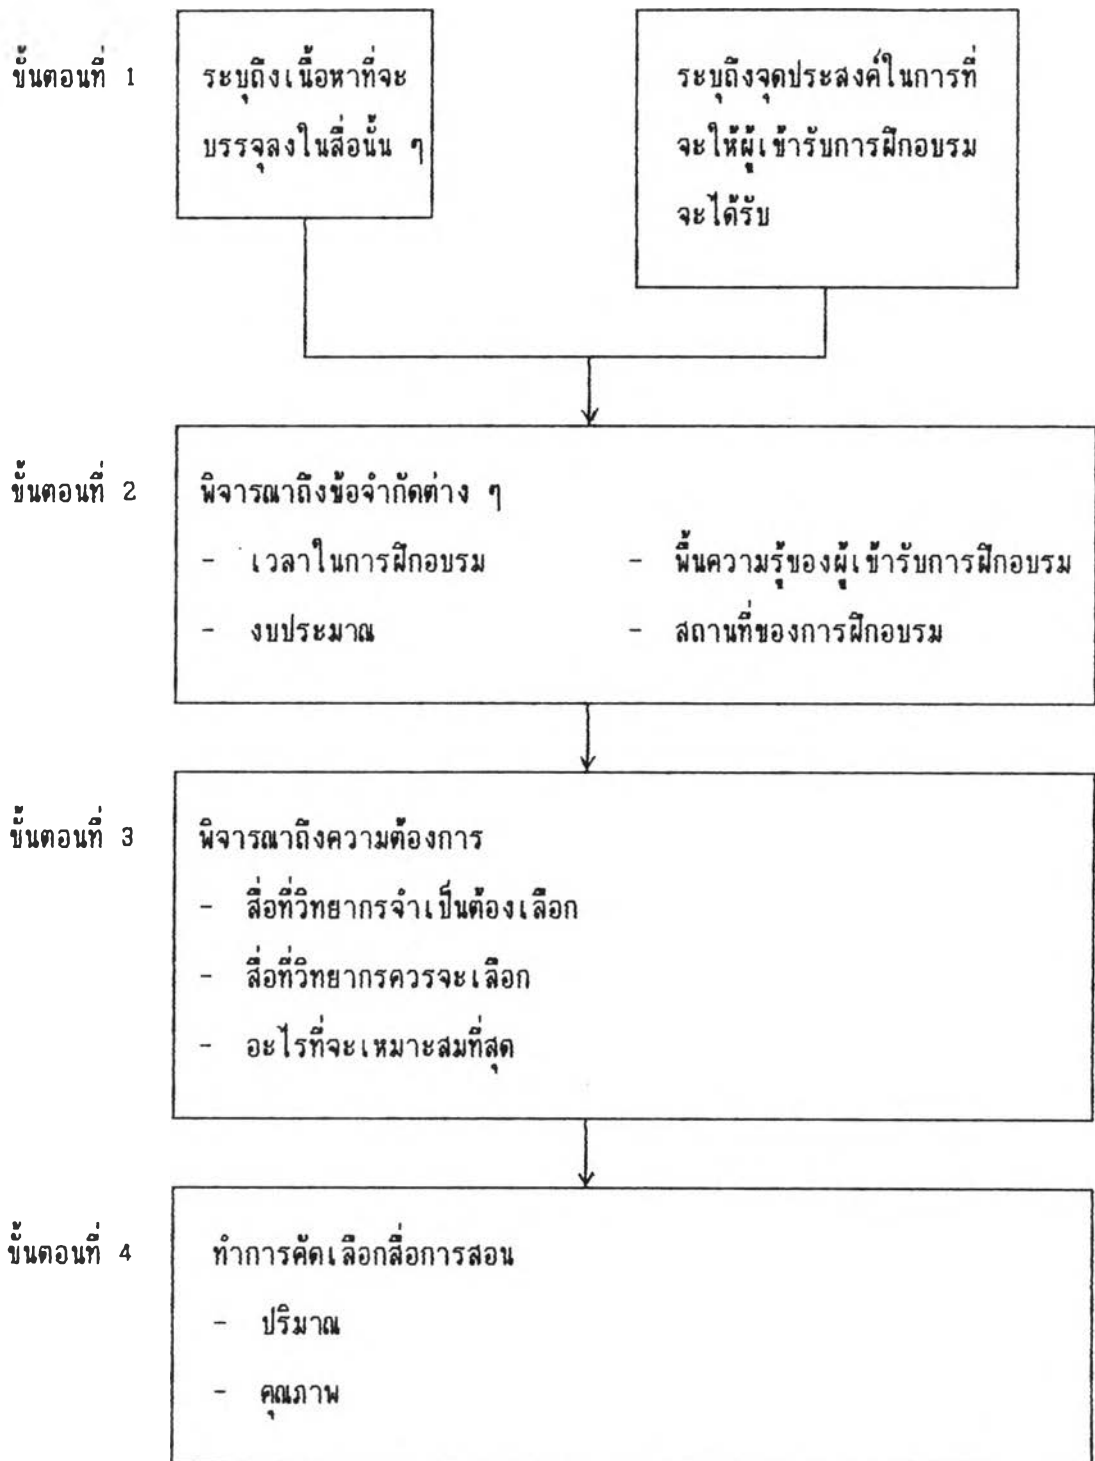 ขั้นตอนที่ 1
ระบุถึงเนื้อหาที่จะ
บรรจุลงในสื่อนั้น ๆ
ระบุถึงจุดประสงค์ในการที่
จะให้ผู้เข้ารับการฝึกอบรม
จะได้รับ
ขั้นตอนที่ 2
พิจารณาถึงข้อจำกัดต่าง ๆ
- เวลาในการฝึกอบรม - พื้นความรู้ของผู้เข้ารับการฝึกอบรม
- งบประมาณ - สถานที่ของการฝึกอบรม
ขั้นตอนที่ 3
พิจารณาถึงความต้องการ
- สื่อที่วิทยากรจำเป็นต้องเลือก
- สื่อที่วิทยากรควรจะเลือก
- อะไรที่จะเหมาะสมที่สุด
ขั้นตอนที่ 4
ทำการคัดเลือกสื่อการสอน
- ปริมาณ
- คุณภาพ